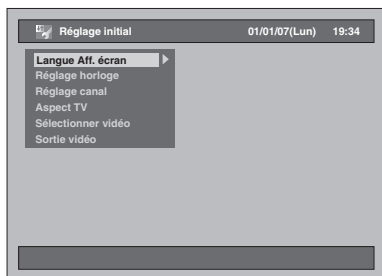 Réglage initial 01/01/07(Lun) 19:34
Langue Aff. écran
Réglage horloge
Réglage canal
Aspect TV
Sélectionner vidéo
Sortie vidéo